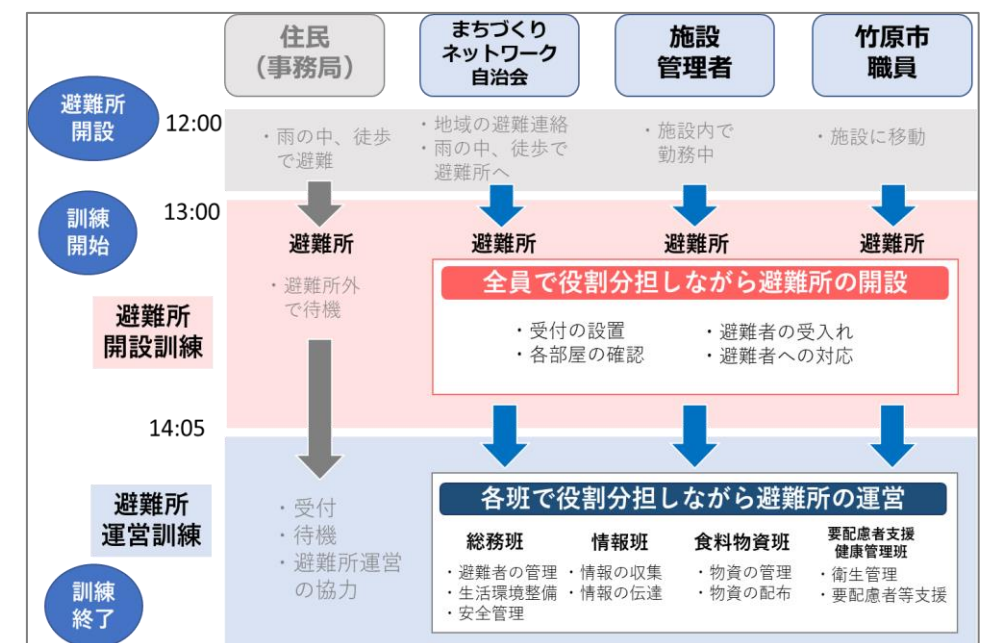 住民
（事務局）
まちづくり
ネットワーク
自治会
施設
管理者
竹原市
職員
避難所
開設
12:00
・雨の中、徒歩
で避難
・地域の避難連絡
・雨の中、徒歩で
避難所へ
・施設内で
勤務中
・施設に移動
訓練
開始
13:00
避難所
避難所
避難所
避難所
・避難所外
で待機
全員で役割分担しながら避難所の開設
・受付の設置
・各部屋の確認
・避難者の受入れ
・避難者への対応
避難所
開設訓練
14:05
避難所
運営訓練
・受付
・待機
・避難所運営
の協力
各班で役割分担しながら避難所の運営
総務班
・避難者の管理
・生活環境整備
・安全管理
情報班
・情報の収集
・情報の伝達
食料物資班
・物資の管理
・物資の配布
要配慮者支援
健康管理班
・衛生管理
・要配慮者等支援
訓練
終了